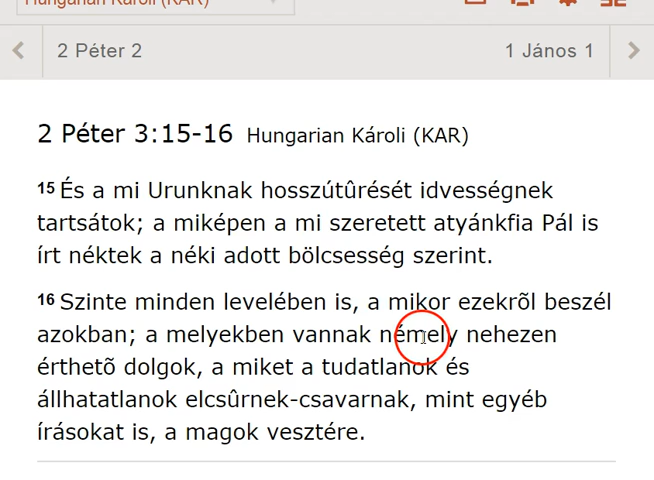 Hungarian Károli (KAR)
2 Péter 2 1 János 1
2 Péter 3:15-16 Hungarian Károli (KAR)
15 És a mi Urunknak hosszútûrését idvességnek
tartsátok; a miképen a mi szeretett atyánkfia Pál is
írt néktek a néki adott bölcsesség szerint.
16 Szinte minden levelében is, a mikor ezekrõl beszél
azokban; a melyekben vannak némely nehezen
érthetõ dolgok, a miket a tudatlanok és
állhatatlanok elcsûrnek-csavarnak, mint egyéb
írásokat is, a magok vesztére.